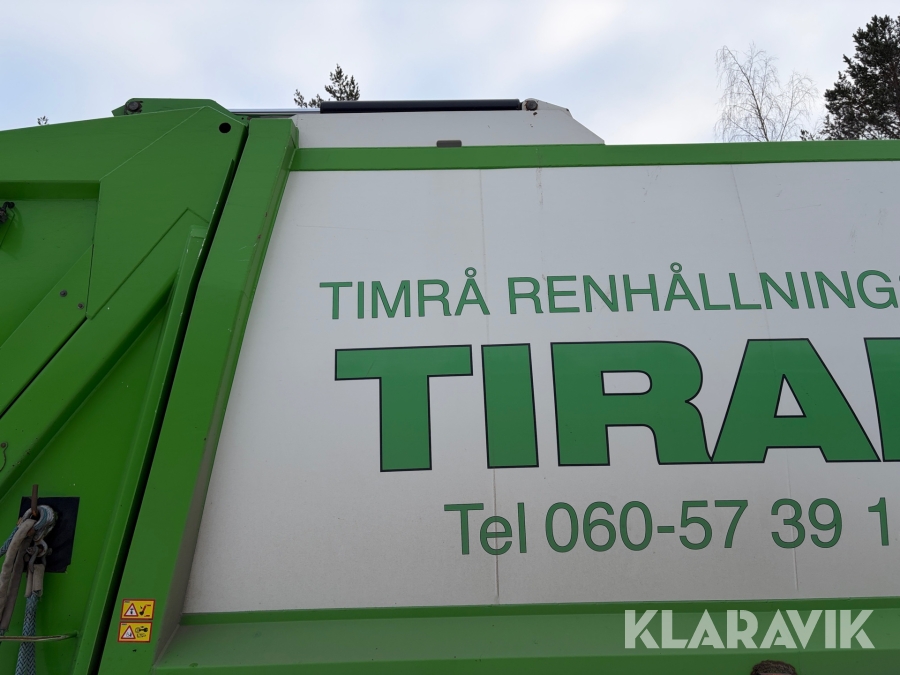 TIMRÅ RENHÅLLNING
TIRA
Tel 060-57 39 1
KLARAVIK